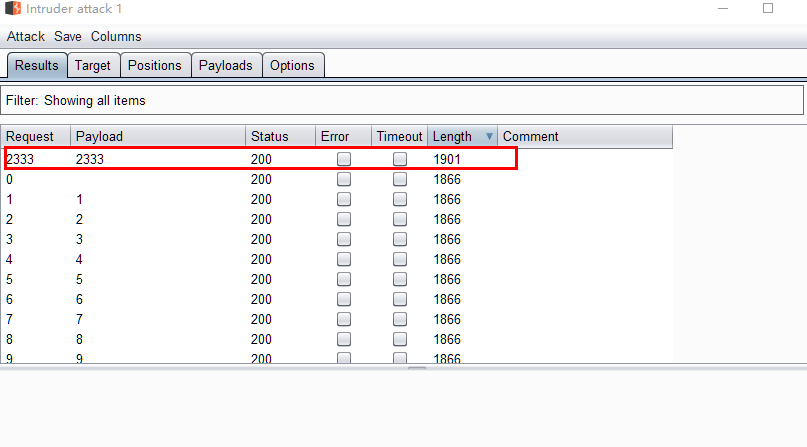 Intruder attack 1
Attack Save Columns
Results Target Positions Payloads Options
Filter: Showing all items
Request Payload Status Error Timeout Length Comment
2333 2333 200 1901
0 200 1866
1 1 200 1866
2 2 200 1866
3 3 200 1866
4 4 200 1866
5 5 200 1866
6 6 200 1866
7 7 200 1866
8 8 200 1866
9 9 200 1866